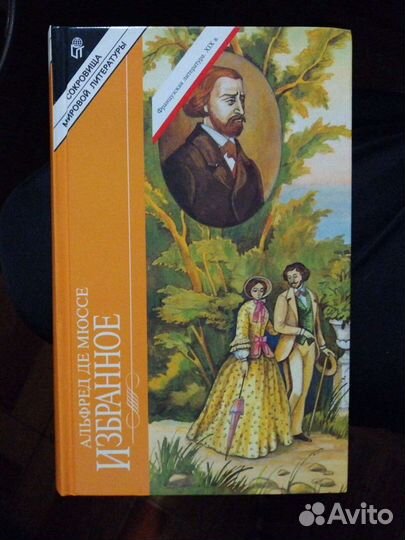 СОКРОВИЩА
МИРОВОЙ ЛИТЕРАТУРЫ
Французская литература. XIX в
АЛЬФРЕД ДЕ МЮССЕ
ИЗБРАННОЕ
Avito